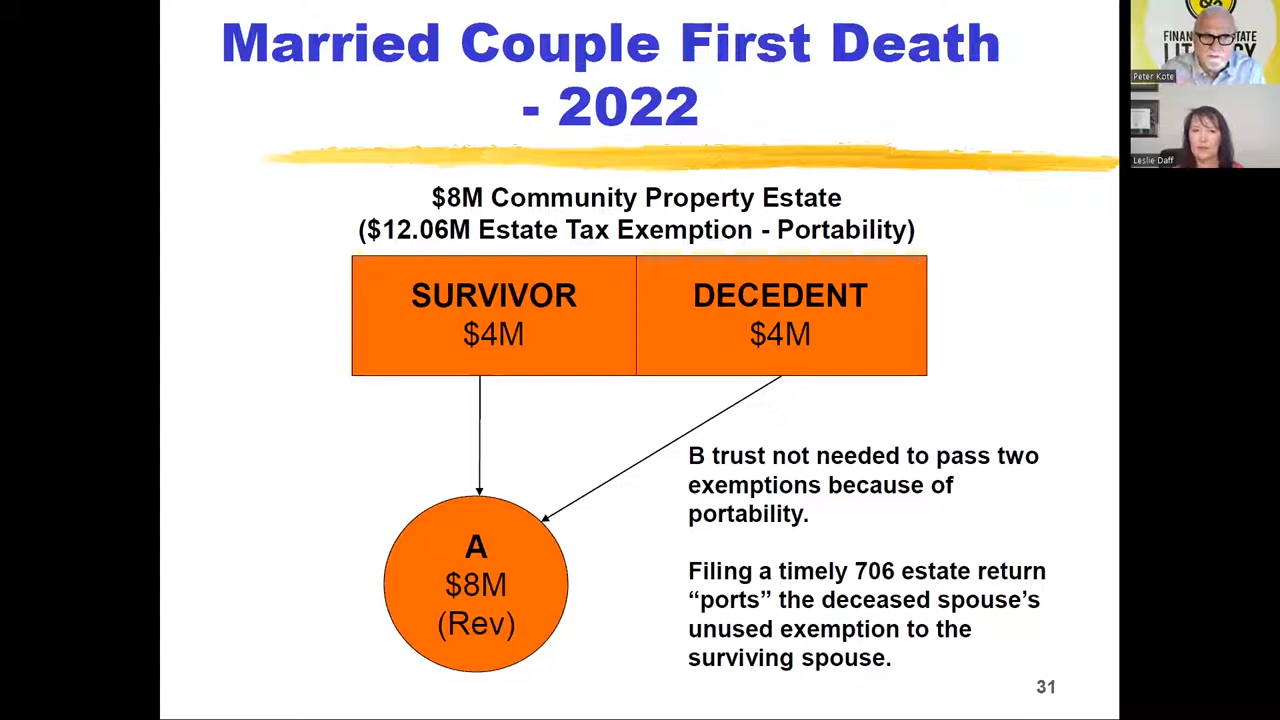 Married Couple First Death
- 2022
$8M Community Property Estate
($12.06M Estate Tax Exemption - Portability)
SURVIVOR
$4M
DECEDENT
$4M
B trust not needed to pass two
exemptions because of
portability.
Filing a timely 706 estate return
“ports” the deceased spouse’s
unused exemption to the
surviving spouse.
A
$8M
(Rev)
31
Peter Kote
Leslie Daff